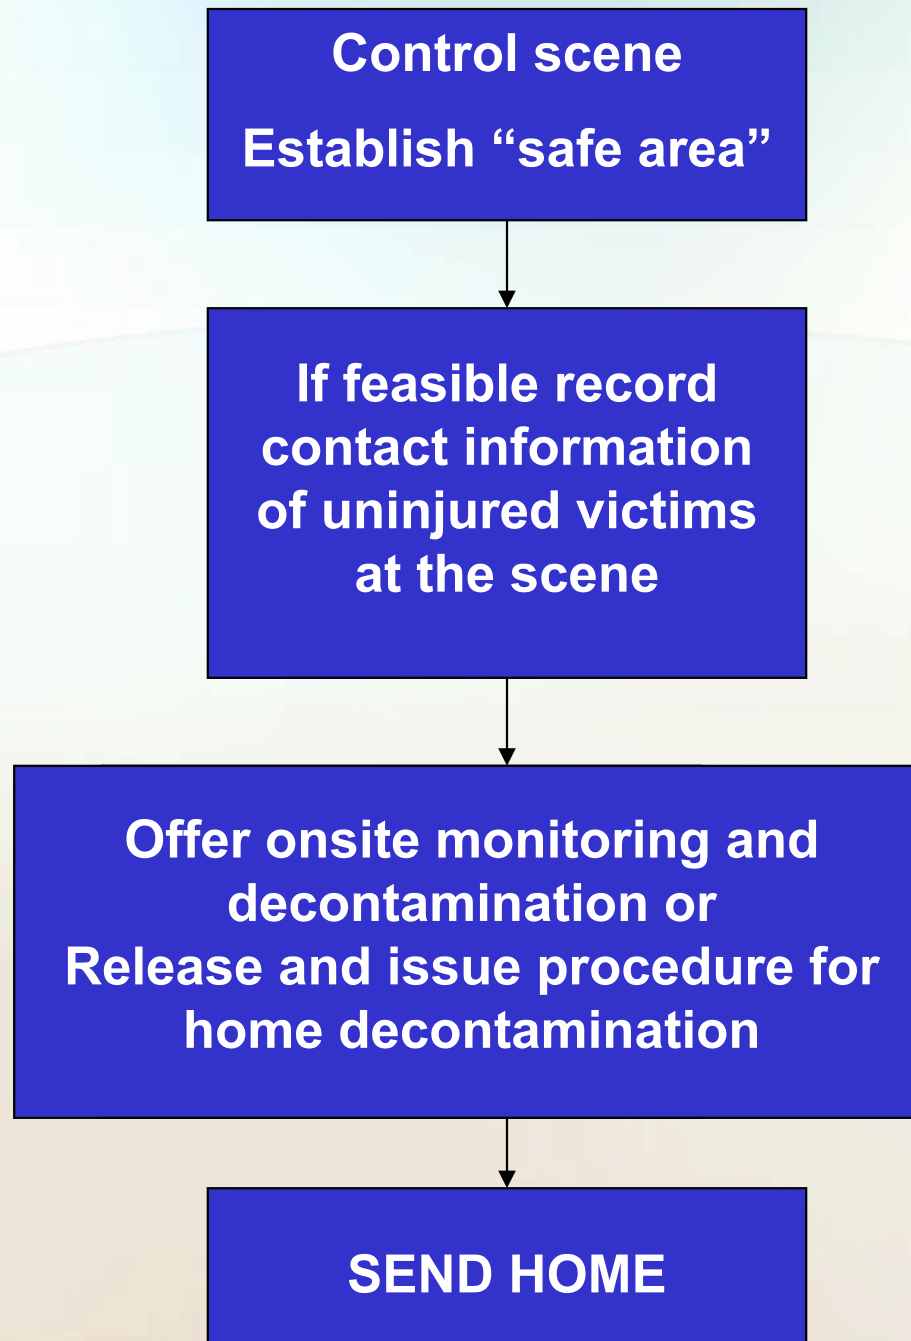 Control scene
Establish “safe area”
If feasible record
contact information
of uninjured victims
at the scene
Offer onsite monitoring and
decontamination or
Release and issue procedure for
home decontamination
SEND HOME